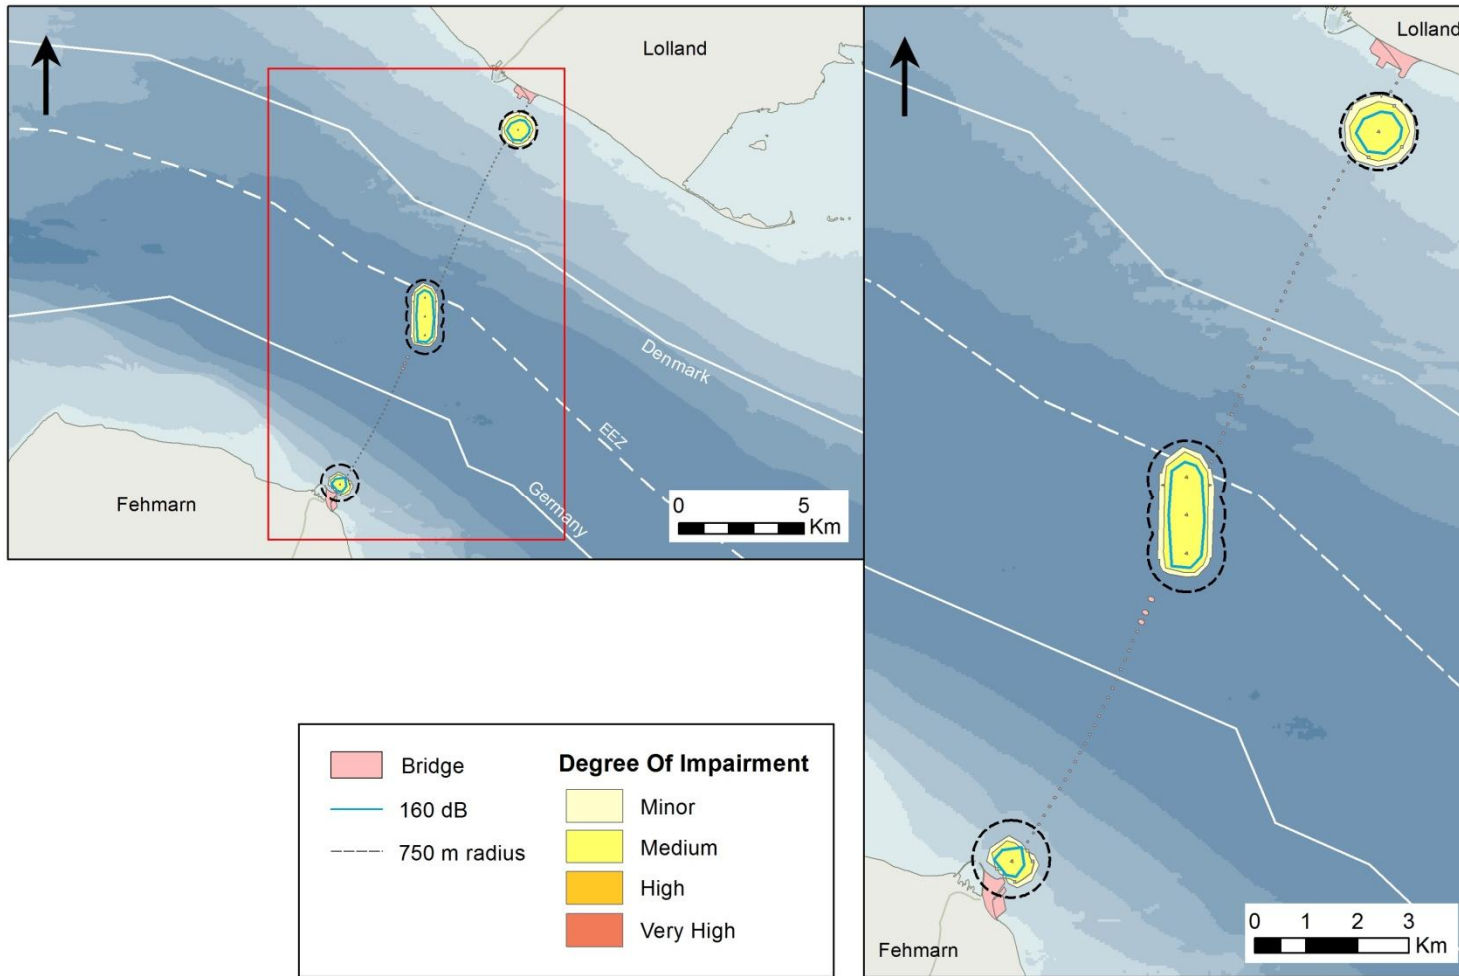 Lolland
Denmark
EEZ
Germany
Fehmarn
0 5
Km
Lolland
Fehmarn
0 1 2 3
Km
Bridge
160 dB
750 m radius
Degree Of Impairment
Minor
Medium
High
Very High